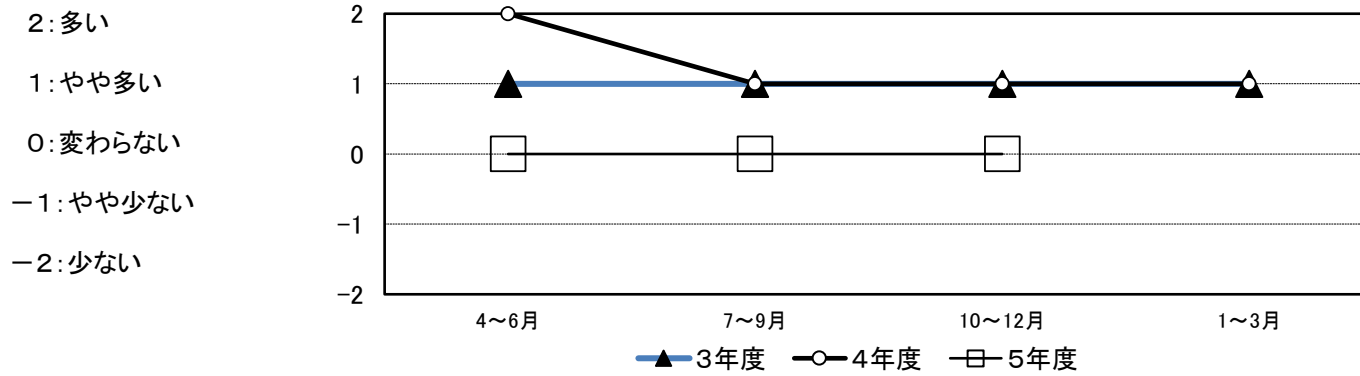 ２：多い
１：やや多い
０：変わらない
－１：やや少ない
－２：少ない
2
1
0
−1
−2
4～6月
7～9月
10～12月
1～3月
３年度
４年度
５年度